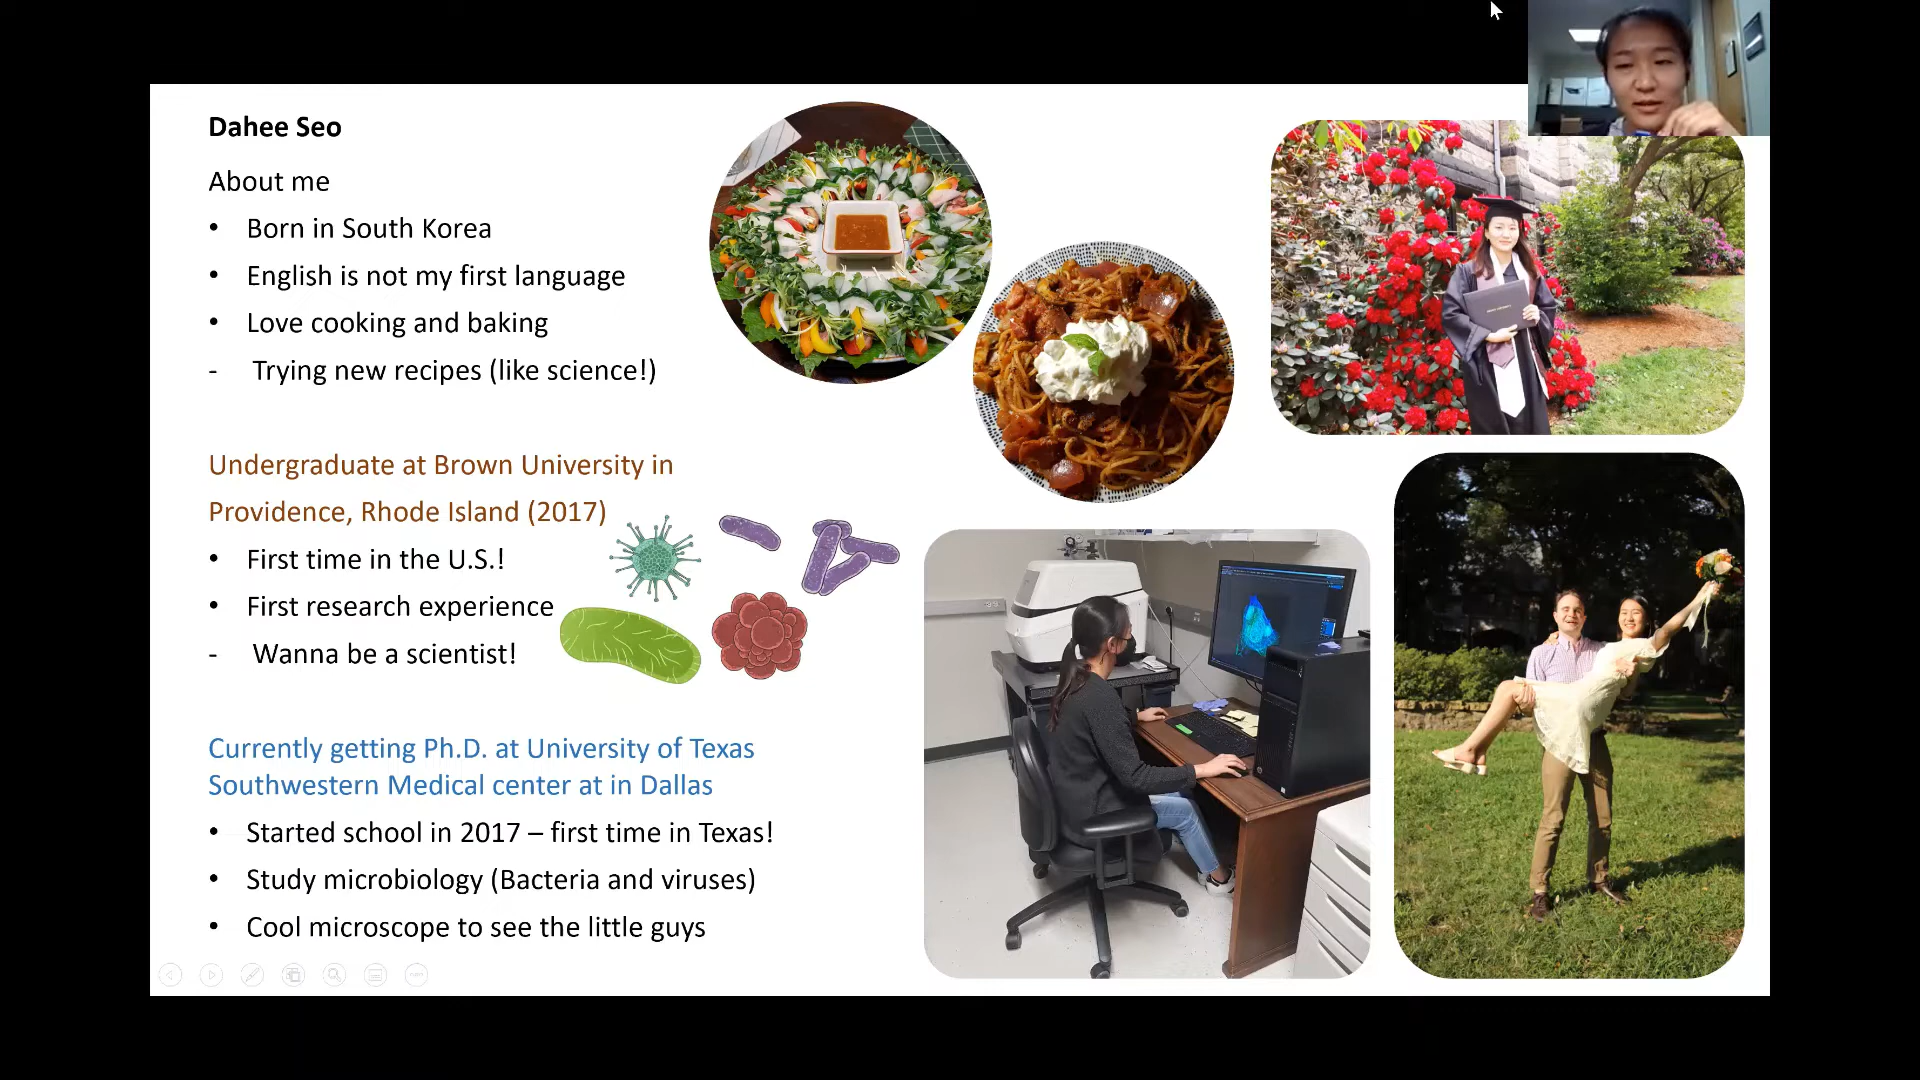 Dahee Seo
About me
• Born in South Korea
• English is not my first language
• Love cooking and baking
- Trying new recipes (like science!)
Undergraduate at Brown University in
Providence, Rhode Island (2017)
• First time in the U.S.!
• First research experience
- Wanna be a scientist!
Currently getting Ph.D. at University of Texas
Southwestern Medical center at in Dallas
• Started school in 2017 – first time in Texas!
• Study microbiology (Bacteria and viruses)
• Cool microscope to see the little guys